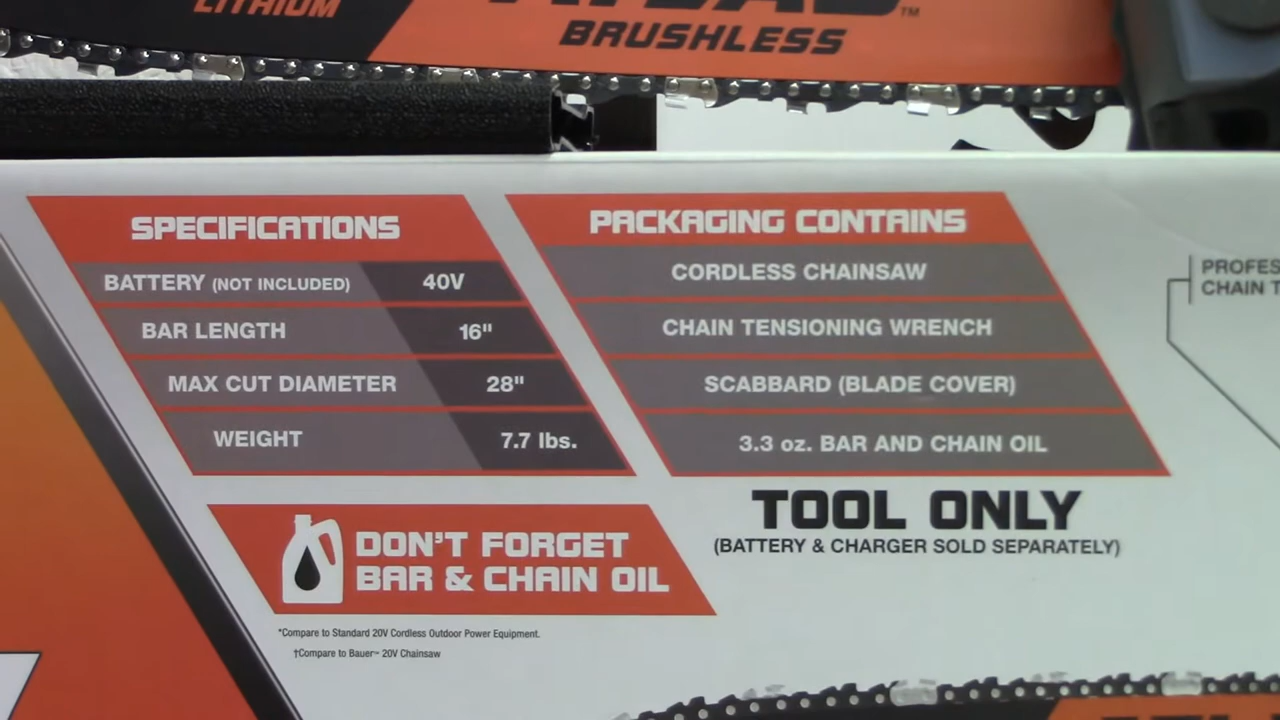 LITHIUM
™
BRUSHLESS
SPECIFICATIONS
BATTERY (NOT INCLUDED) 40V
BAR LENGTH 16"
MAX CUT DIAMETER 28"
WEIGHT 7.7 lbs.
PACKAGING CONTAINS
CORDLESS CHAINSAW
CHAIN TENSIONING WRENCH
SCABBARD (BLADE COVER)
3.3 oz. BAR AND CHAIN OIL
TOOL ONLY
(BATTERY & CHARGER SOLD SEPARATELY)
DON'T FORGET
BAR & CHAIN OIL
*Compare to Standard 20V Cordless Outdoor Power Equipment.
†Compare to Bauer™ 20V Chainsaw
PROFES
CHAIN T